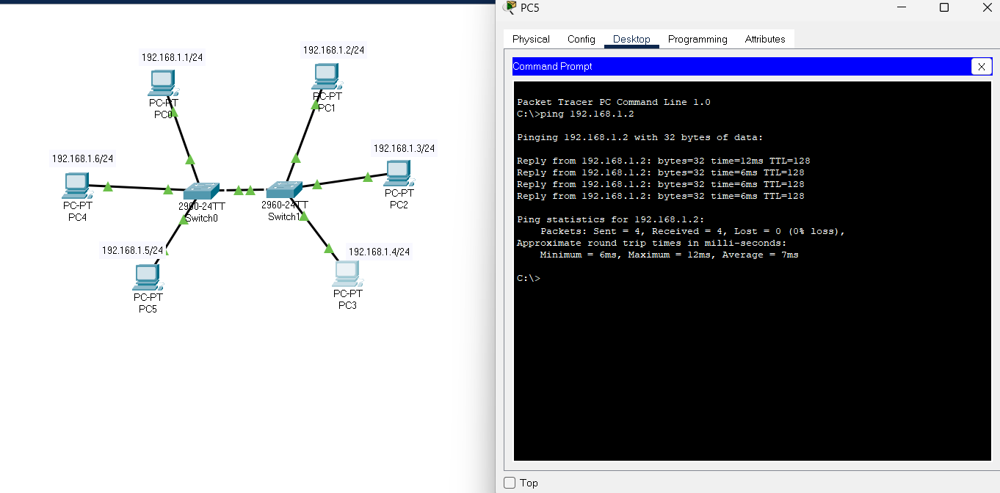 192.168.1.1/24
PC-PT
PC0
192.168.1.2/24
PC-PT
PC1
192.168.1.3/24
PC-PT
PC2
192.168.1.6/24
PC-PT
PC4
2960-24TT
Switch0
2960-24TT
Switch1
192.168.1.5/24
PC-PT
PC5
192.168.1.4/24
PC-PT
PC3
PC5
Physical Config Desktop Programming Attributes
Command Prompt
X
Packet Tracer PC Command Line 1.0
C:\>ping 192.168.1.2
Pinging 192.168.1.2 with 32 bytes of data:
Reply from 192.168.1.2: bytes=32 time=12ms TTL=128
Reply from 192.168.1.2: bytes=32 time=6ms TTL=128
Reply from 192.168.1.2: bytes=32 time=6ms TTL=128
Reply from 192.168.1.2: bytes=32 time=6ms TTL=128
Ping statistics for 192.168.1.2:
Packets: Sent = 4, Received = 4, Lost = 0 (0% loss),
Approximate round trip times in milli-seconds:
Minimum = 6ms, Maximum = 12ms, Average = 7ms
C:\>
Top